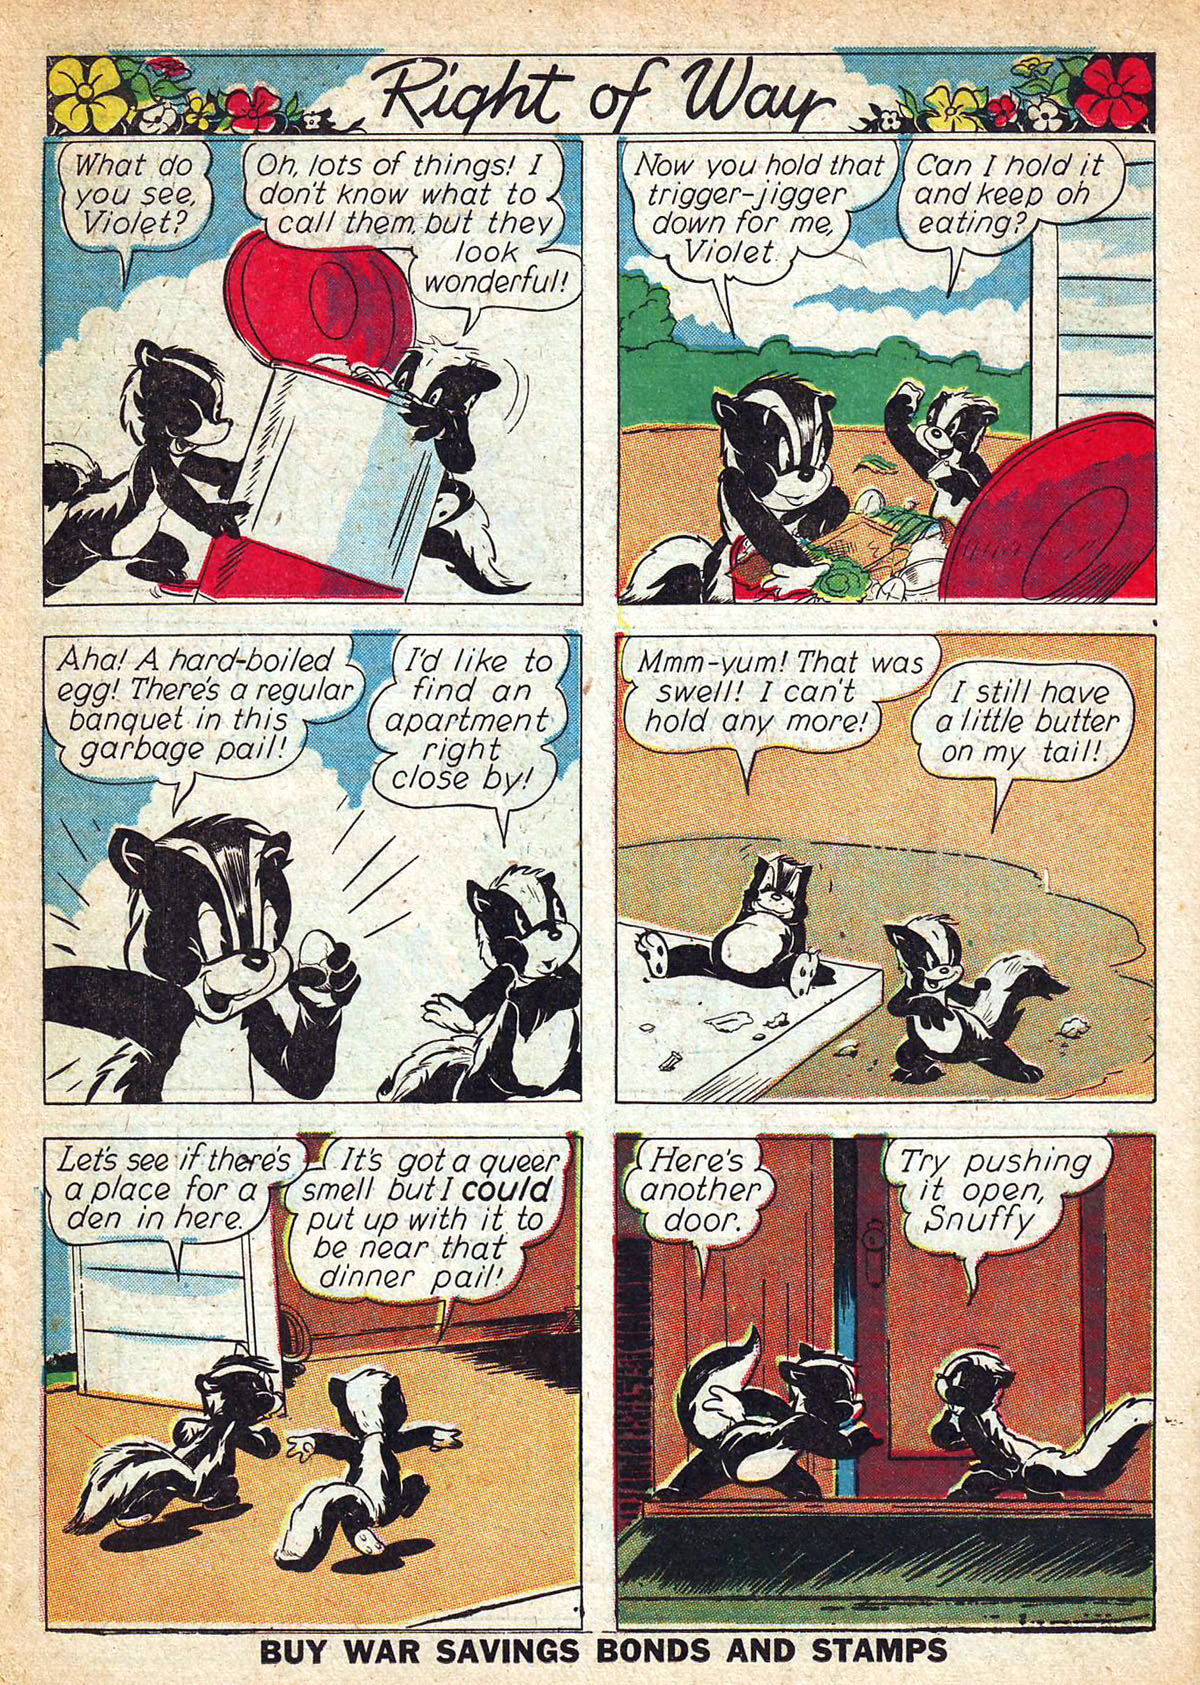 Right of Way
What do
you see,
Violet?
Oh, lots of things! I
don't know what to
call them, but they
look
wonderful!
Now you hold that
trigger-jigger
down for me,
Violet.
Can I hold it
and keep oh
eating?
Aha! A hard-boiled
egg! There's a regular
banquet in this
garbage pail!
I'd like to
find an
apartment
right
close by!
Mmm-yum! That was
swell! I can't
hold any more!
I still have
a little butter
on my tail!
Let's see if there's
a place for a
den in here.
It's got a queer
smell but I could
put up with it to
be near that
dinner pail!
Here's
another
door.
Try pushing
it open,
Snuffy
BUY WAR SAVINGS BONDS AND STAMPS